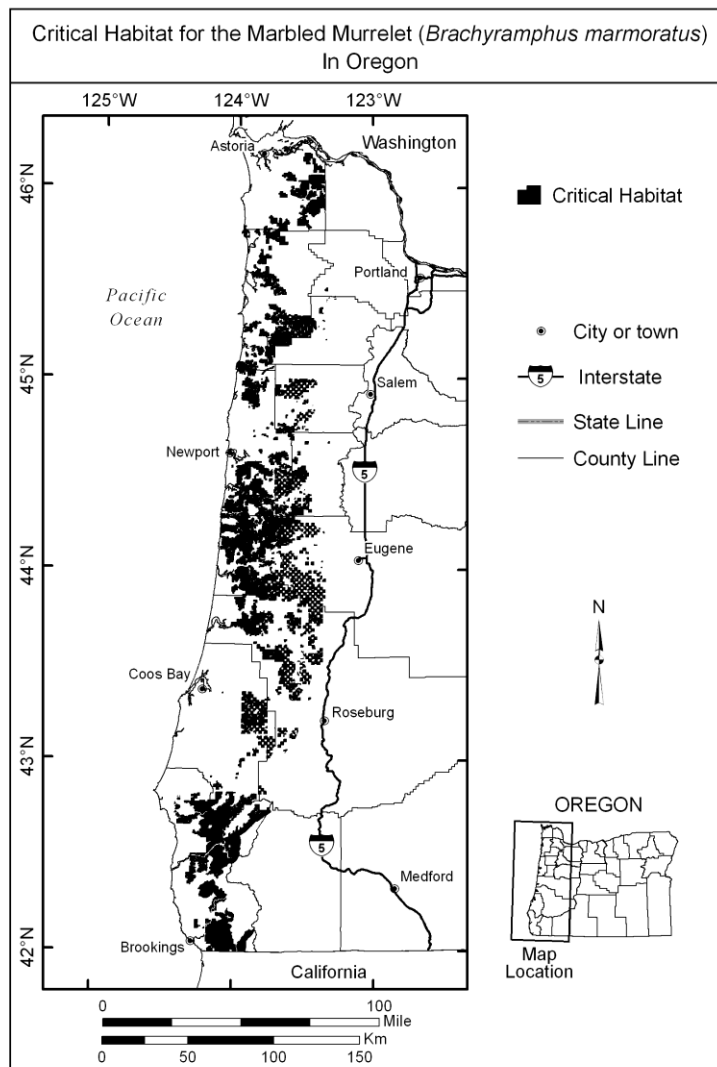 Critical Habitat for the Marbled Murrelet (Brachyramphus marmoratus)
In Oregon
125°W 124°W 123°W
46°N
45°N
44°N
43°N
42°N
Astoria
Washington
Portland
Pacific
Ocean
Salem
Newport
5
Eugene
Coos Bay
Roseburg
5
Medford
Brookings
California
Critical Habitat
City or town
5 Interstate
State Line
County Line
N
OREGON
Map
Location
0 100
Mile
Km
0 50 100 150